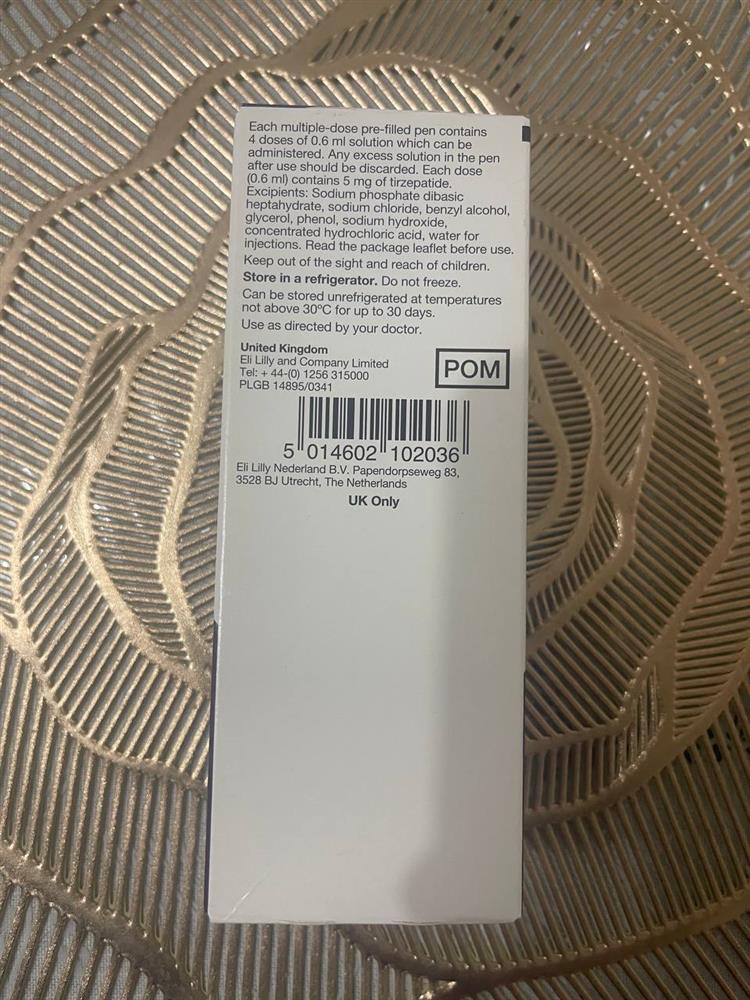 Each multiple-dose pre-filled pen contains
4 doses of 0.6 ml solution which can be
administered. Any excess solution in the pen
after use should be discarded. Each dose
(0.6 ml) contains 5 mg of tirzepatide.
Excipients: Sodium phosphate dibasic
heptahydrate, sodium chloride, benzyl alcohol,
glycerol, phenol, sodium hydroxide,
concentrated hydrochloric acid, water for
injections. Read the package leaflet before use.
Keep out of the sight and reach of children.
Store in a refrigerator. Do not freeze.
Can be stored unrefrigerated at temperatures
not above 30ºC for up to 30 days.
Use as directed by your doctor.
United Kingdom
Eli Lilly and Company Limited
Tel: + 44-(0) 1256 315000
PLGB 14895/0341
POM
5 014602 102036
Eli Lilly Nederland B.V. Papendorpseweg 83,
3528 BJ Utrecht, The Netherlands
UK Only